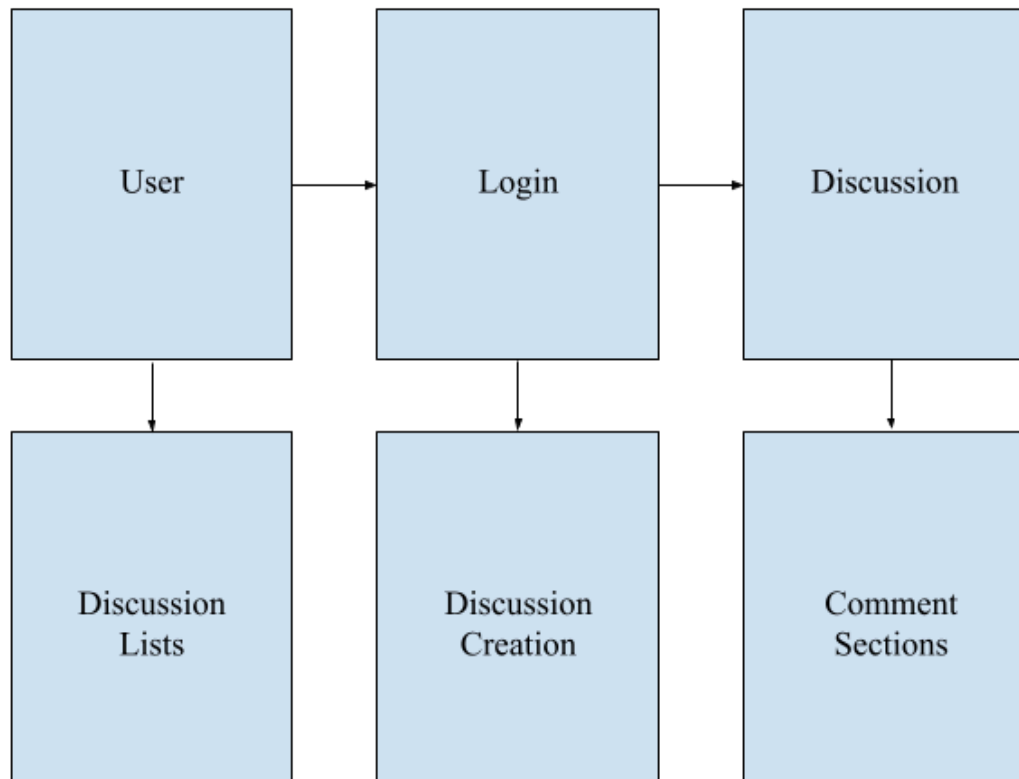 User
Login
Discussion
Discussion
Lists
Discussion
Creation
Comment
Sections